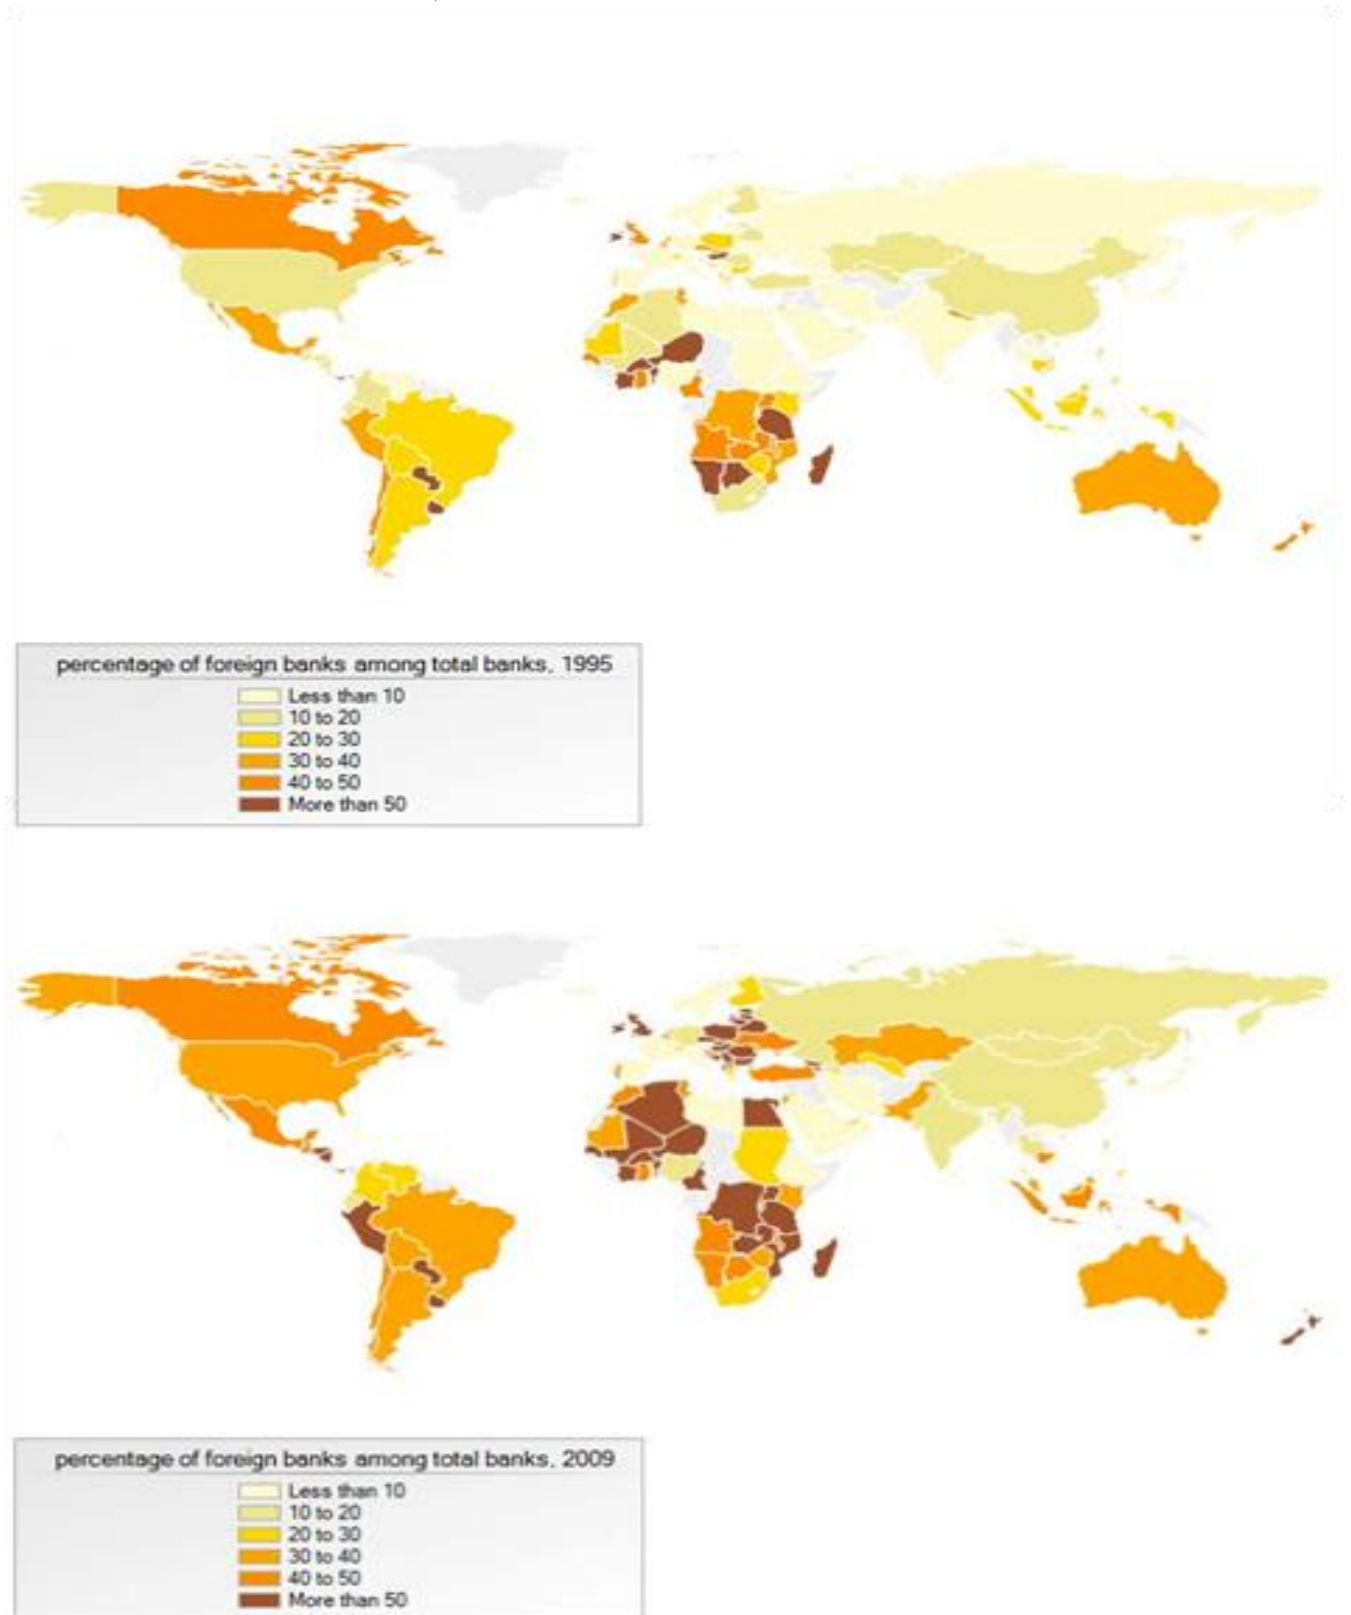 percentage of foreign banks among total banks, 1995
Less than 10
10 to 20
20 to 30
30 to 40
40 to 50
More than 50
percentage of foreign banks among total banks, 2009
Less than 10
10 to 20
20 to 30
30 to 40
40 to 50
More than 50